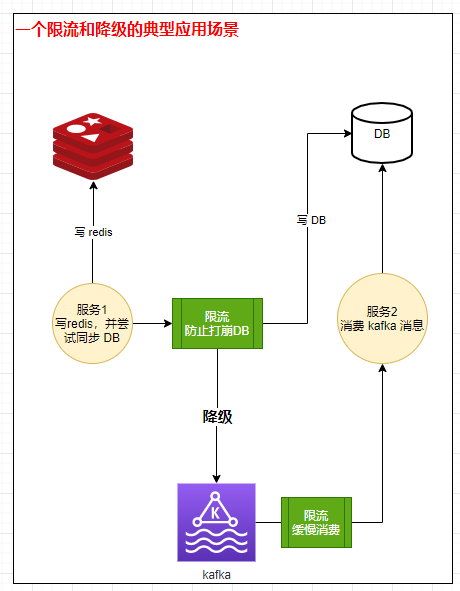 一个限流和降级的典型应用场景
DB
写 redis
写 DB
服务1
写redis，并尝
试同步 DB
限流
防止打崩DB
服务2
消费 kafka 消息
降级
K
限流
缓慢消费
kafka